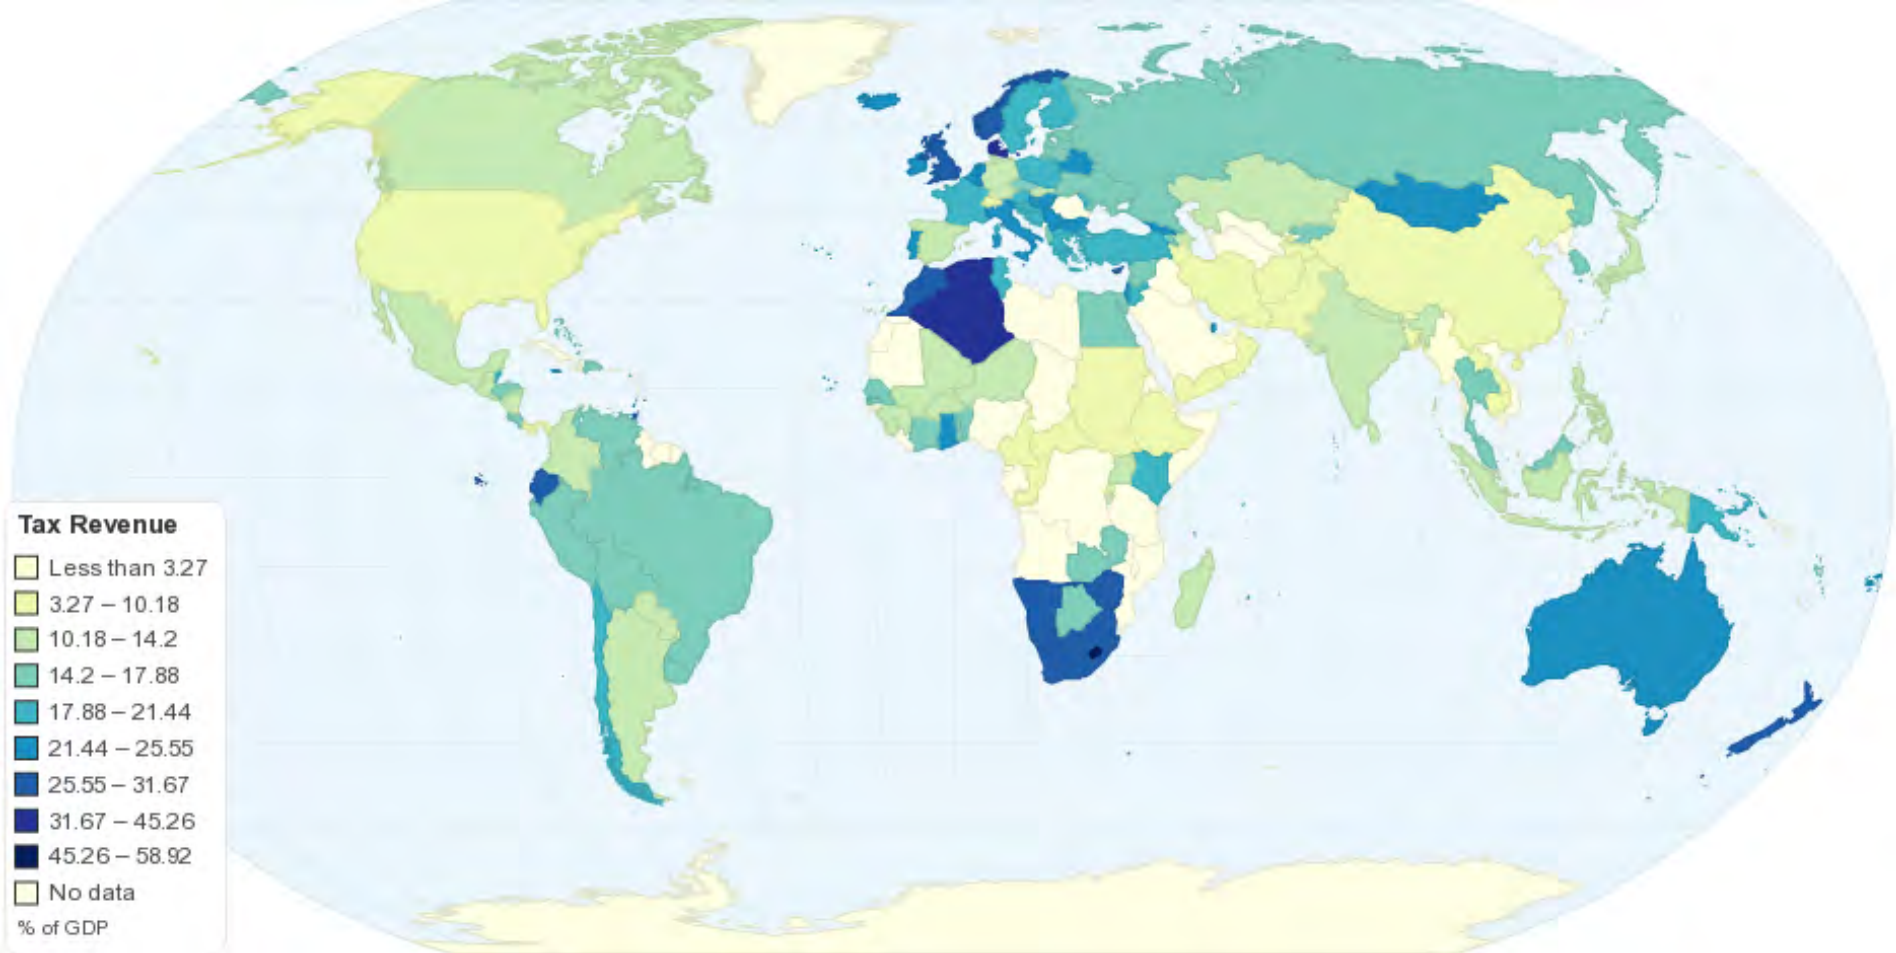 Tax Revenue
Less than 3.27
3.27 – 10.18
10.18 – 14.2
14.2 – 17.88
17.88 – 21.44
21.44 – 25.55
25.55 – 31.67
31.67 – 45.26
45.26 – 58.92
No data
% of GDP